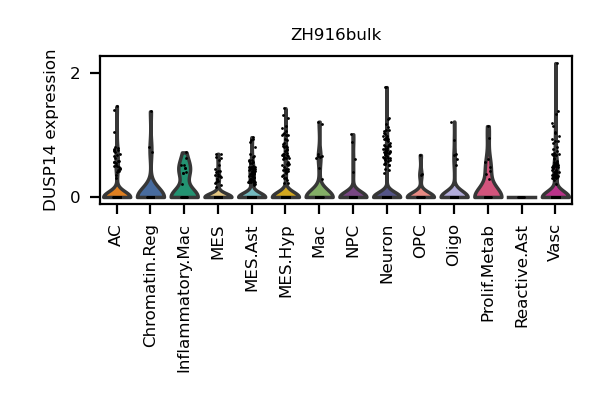 ZH916bulk
DUSP14 expression
2
0
AC
Chromatin.Reg
Inflammatory.Mac
MES
MES.Ast
MES.Hyp
Mac
NPC
Neuron
OPC
Oligo
Prolif.Metab
Reactive.Ast
Vasc